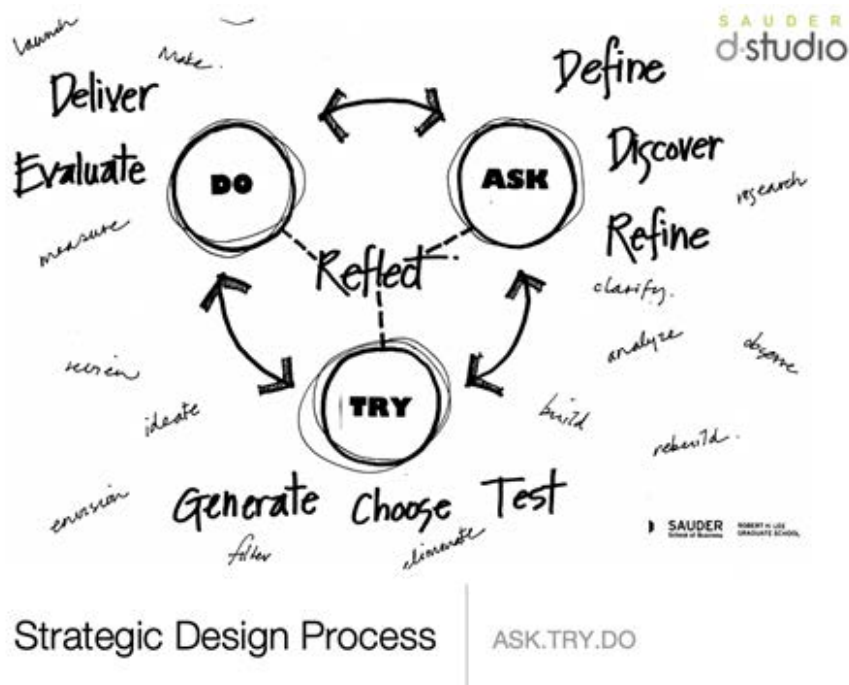 SAUDER
d·studio
Launch
Make.
Deliver
Define
Evaluate
DO
ASK
Discover
research
measure
Reflect
Refine
clarify.
analyze
observe
review
ideate
TRY
build
rebuild.
envision
Generate Choose Test
filter
eliminate
SAUDER
School of Business
ROBERT H. LEE
GRADUATE SCHOOL
Strategic Design Process
ASK.TRY.DO